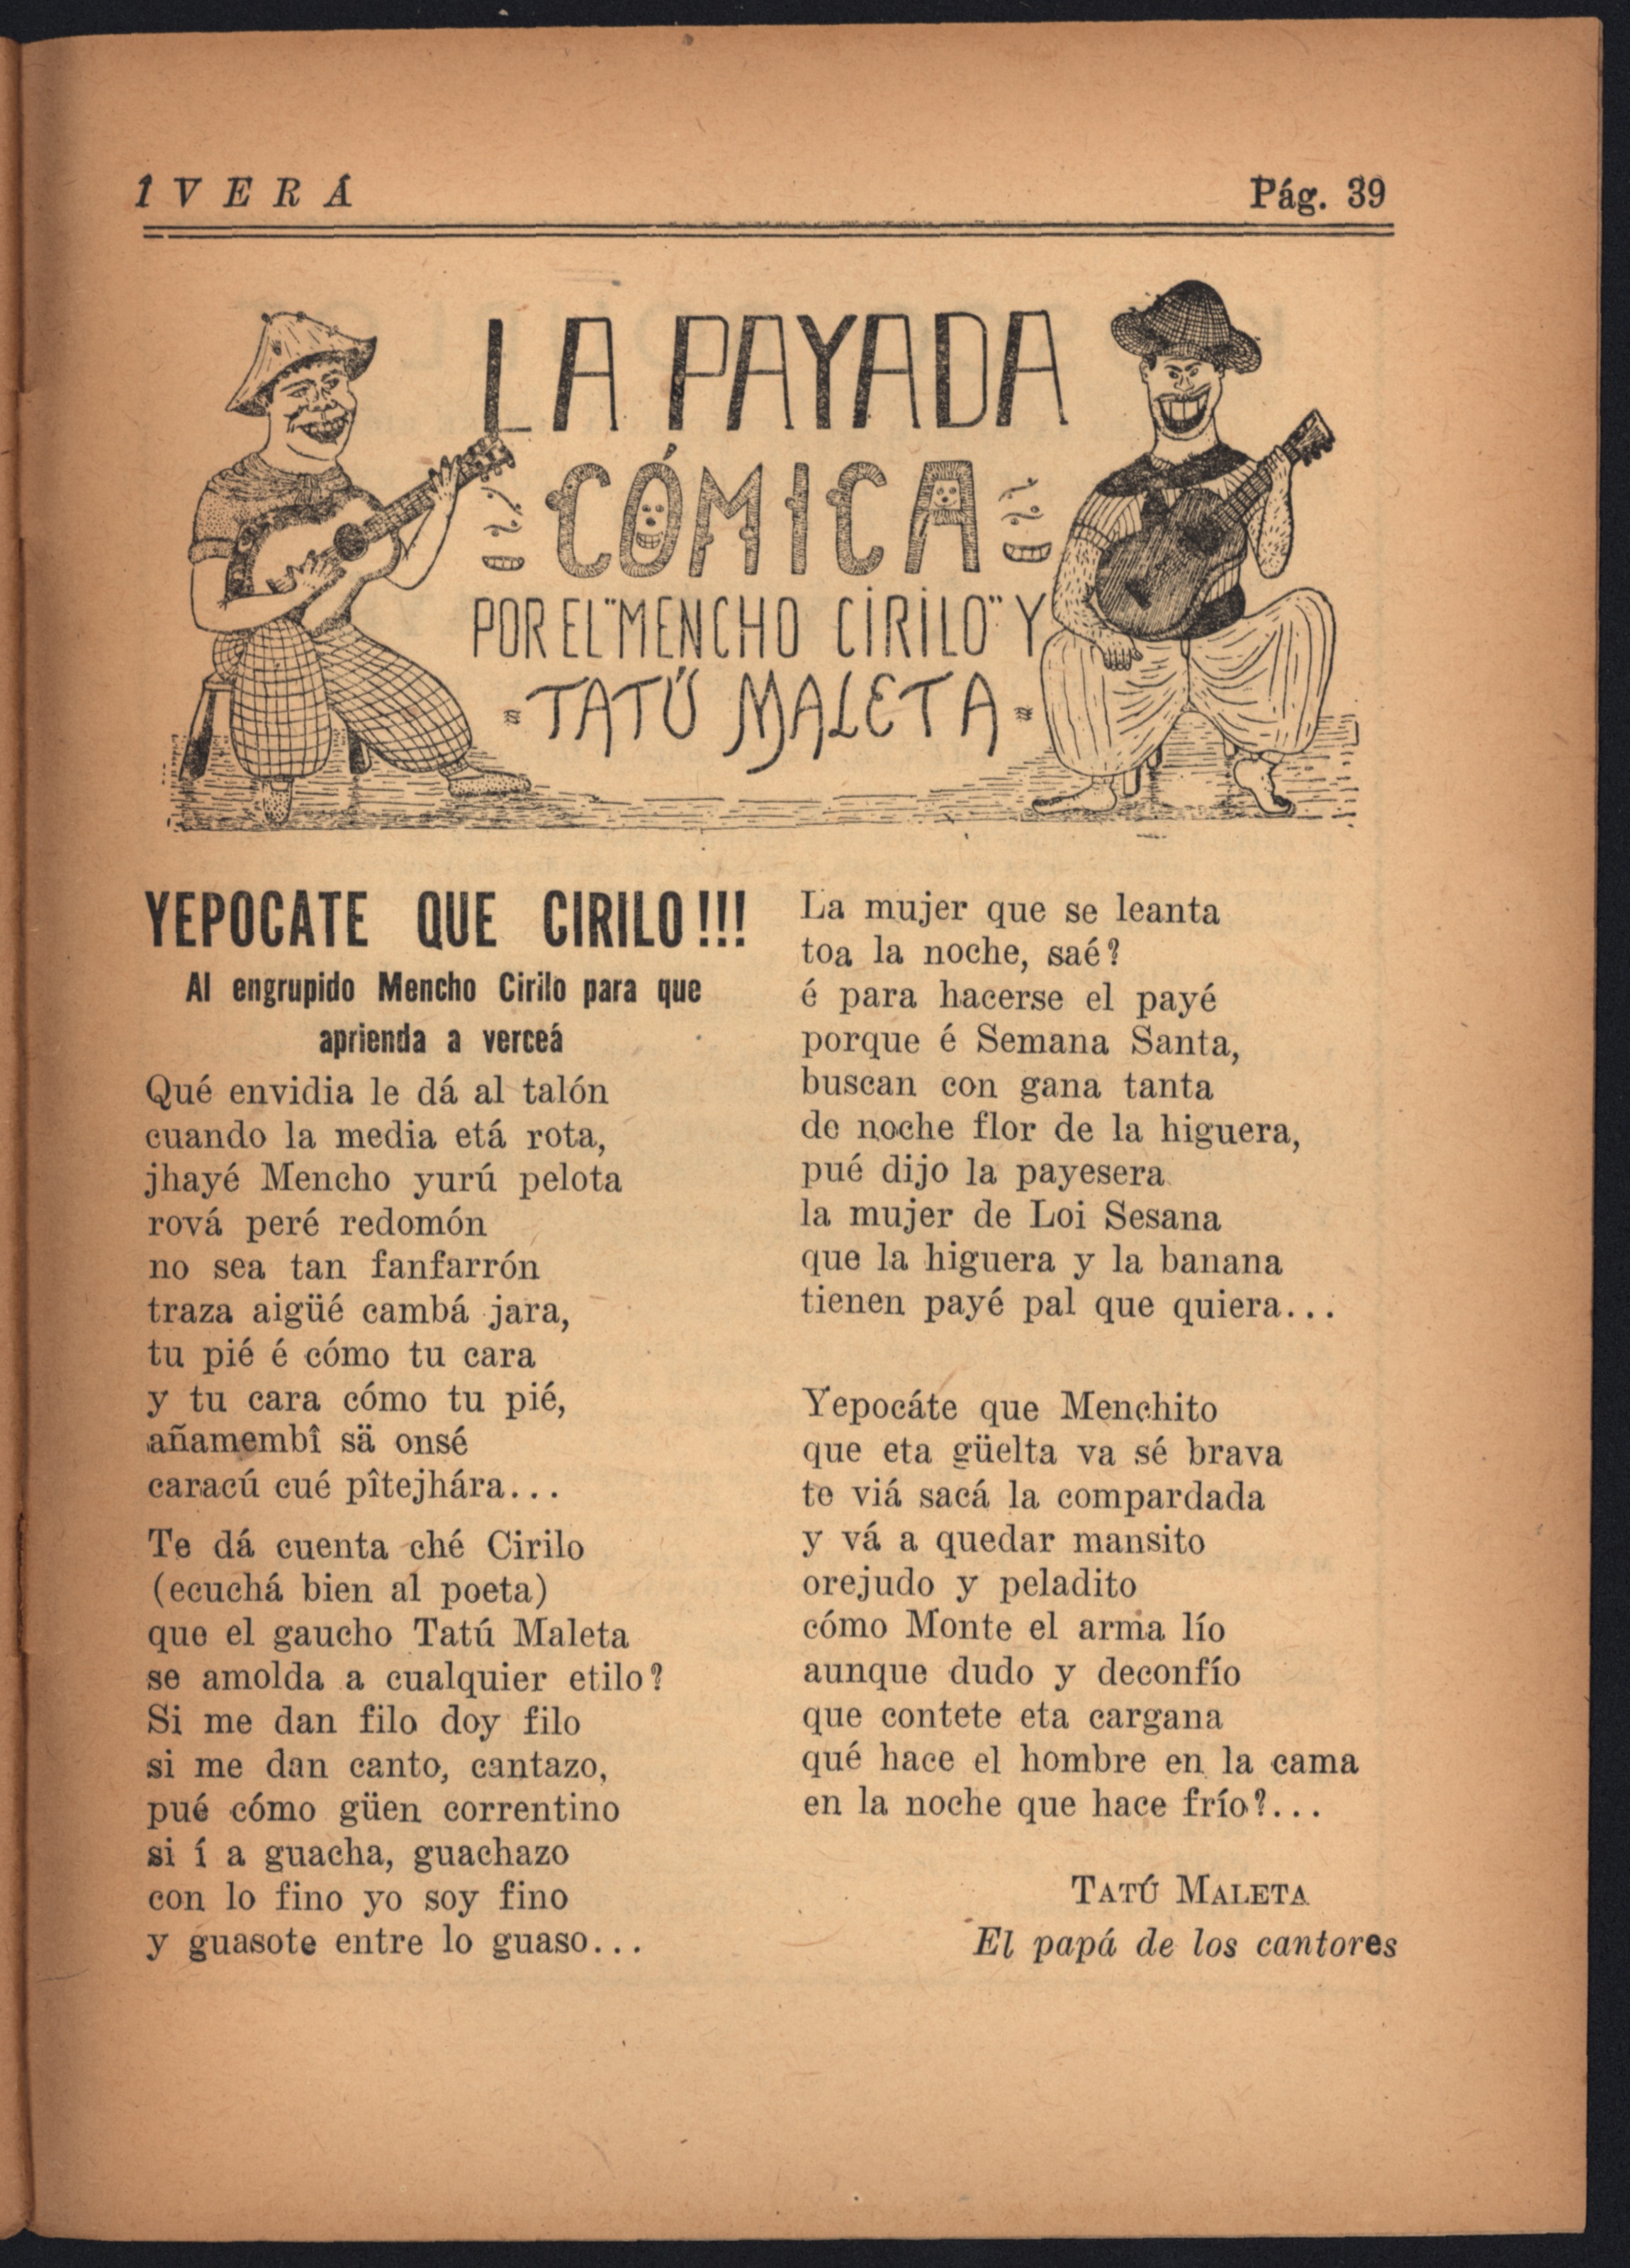 Î V E R Á
Pág. 39
LA PAYADA
CÓMICA
POR EL "MENCHO CIRILO" Y
TATÚ MALETA
YEPOCATE QUE CIRILO!!!
Al engrupido Mencho Cirilo para que
aprienda a verceá
Qué envidia le dá al talón
cuando la media etá rota,
jhayé Mencho yurú pelota
rová peré redomón
no sea tan fanfarrón
traza aigüé cambá jara,
tu pié é cómo tu cara
y tu cara cómo tu pié,
añamembî sä onsé
caracú cué pîtejhára...
Te dá cuenta ché Cirilo
(ecuchá bien al poeta)
que el gaucho Tatú Maleta
se amolda a cualquier etilo?
Si me dan filo doy filo
si me dan canto, cantazo,
pué cómo güen correntino
si í a guacha, guachazo
con lo fino yo soy fino
y guasote entre lo guaso...
La mujer que se leanta
toa la noche, saé?
é para hacerse el payé
porque é Semana Santa,
buscan con gana tanta
de noche flor de la higuera,
pué dijo la payesera
la mujer de Loi Sesana
que la higuera y la banana
tienen payé pal que quiera...
Yepocáte que Menchito
que eta güelta va sé brava
te viá sacá la compardada
y vá a quedar mansito
orejudo y peladito
cómo Monte el arma lío
aunque dudo y deconfío
que contete eta cargana
qué hace el hombre en la cama
en la noche que hace frío?...
TATÚ MALETA
El papá de los cantores